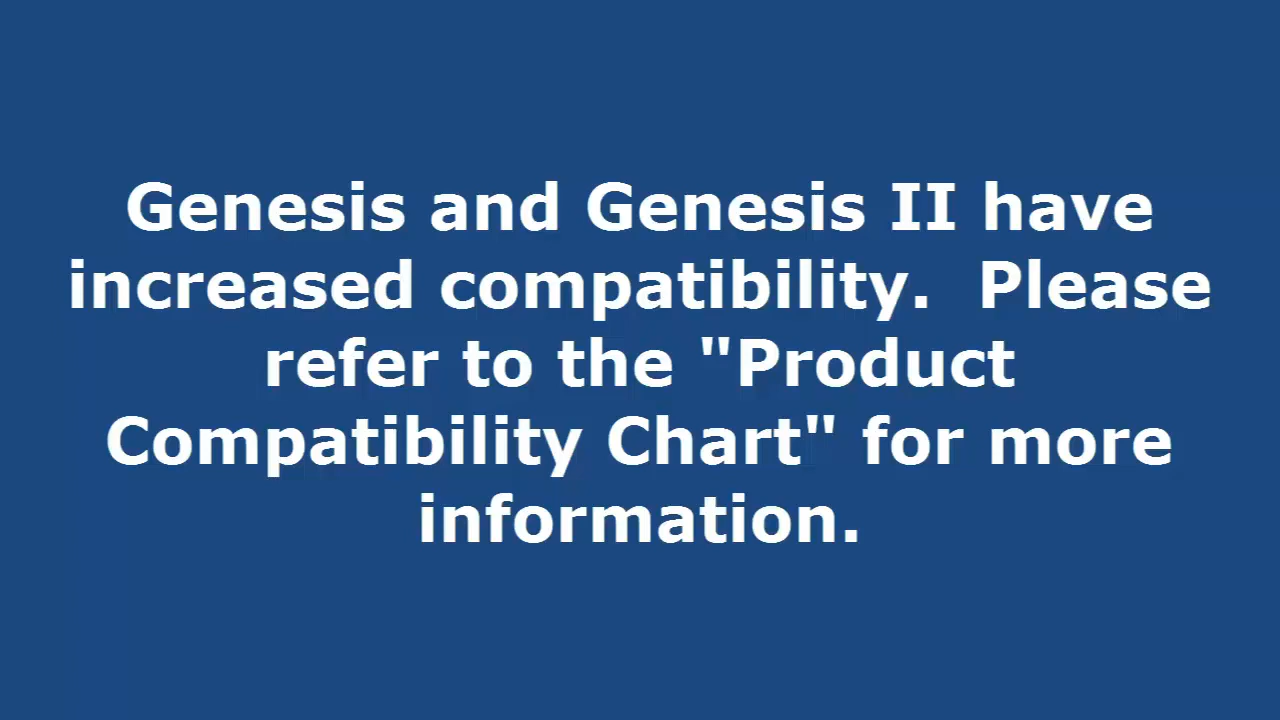 Genesis and Genesis II have
increased compatibility.  Please
refer to the "Product
Compatibility Chart" for more
information.